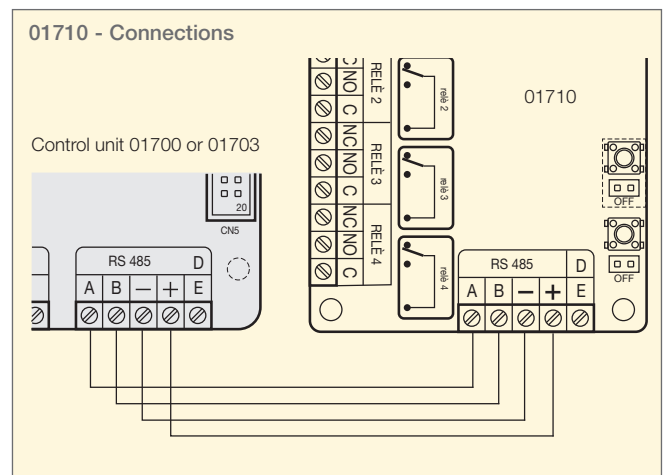 01710 - Connections
Control unit 01700 or 01703
20
CN5
RS 485 D
A B — + E
C NO C
RELÈ 2
NC NO C
RELÈ 3
NC NO C
RELÈ 4
relè 2
relè 3
relè 4
01710
OFF
OFF
RS 485 D
A B — + E